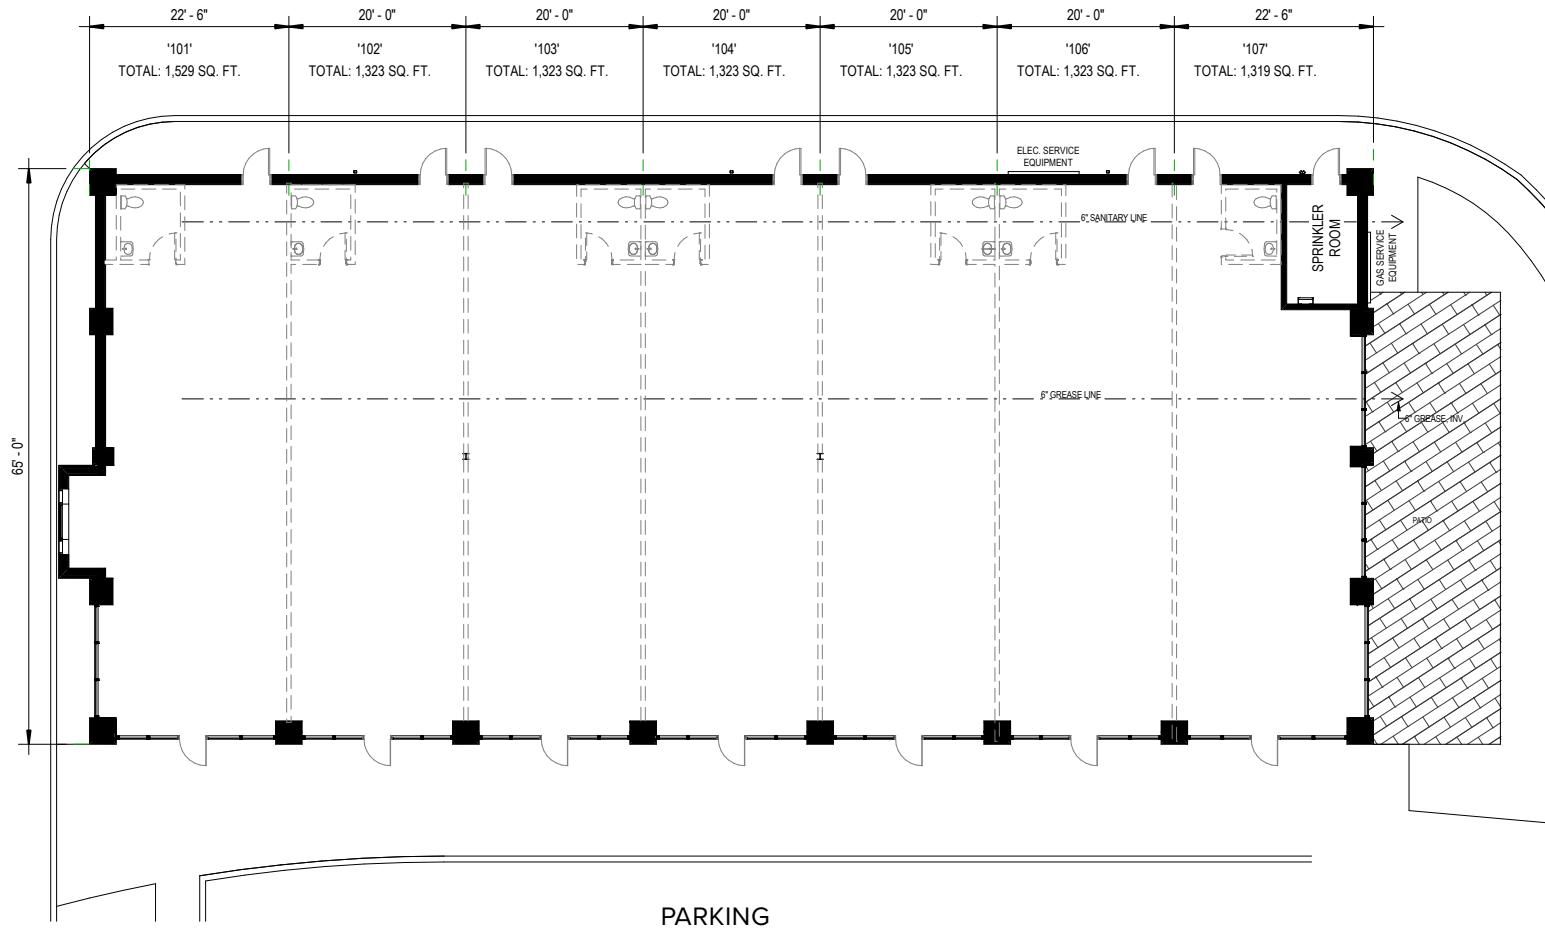 22' - 6"
20' - 0"
20' - 0"
20' - 0"
20' - 0"
20' - 0"
22' - 6"
'101'
TOTAL: 1,529 SQ. FT.
'102'
TOTAL: 1,323 SQ. FT.
'103'
TOTAL: 1,323 SQ. FT.
'104'
TOTAL: 1,323 SQ. FT.
'105'
TOTAL: 1,323 SQ. FT.
'106'
TOTAL: 1,323 SQ. FT.
'107'
TOTAL: 1,319 SQ. FT.
ELEC. SERVICE
EQUIPMENT
6" SANITARY LINE
SPRINKLER
ROOM
GAS SERVICE
EQUIPMENT
6" GREASE LINE
6" GREASE, INV.
65' - 0"
PATIO
PARKING